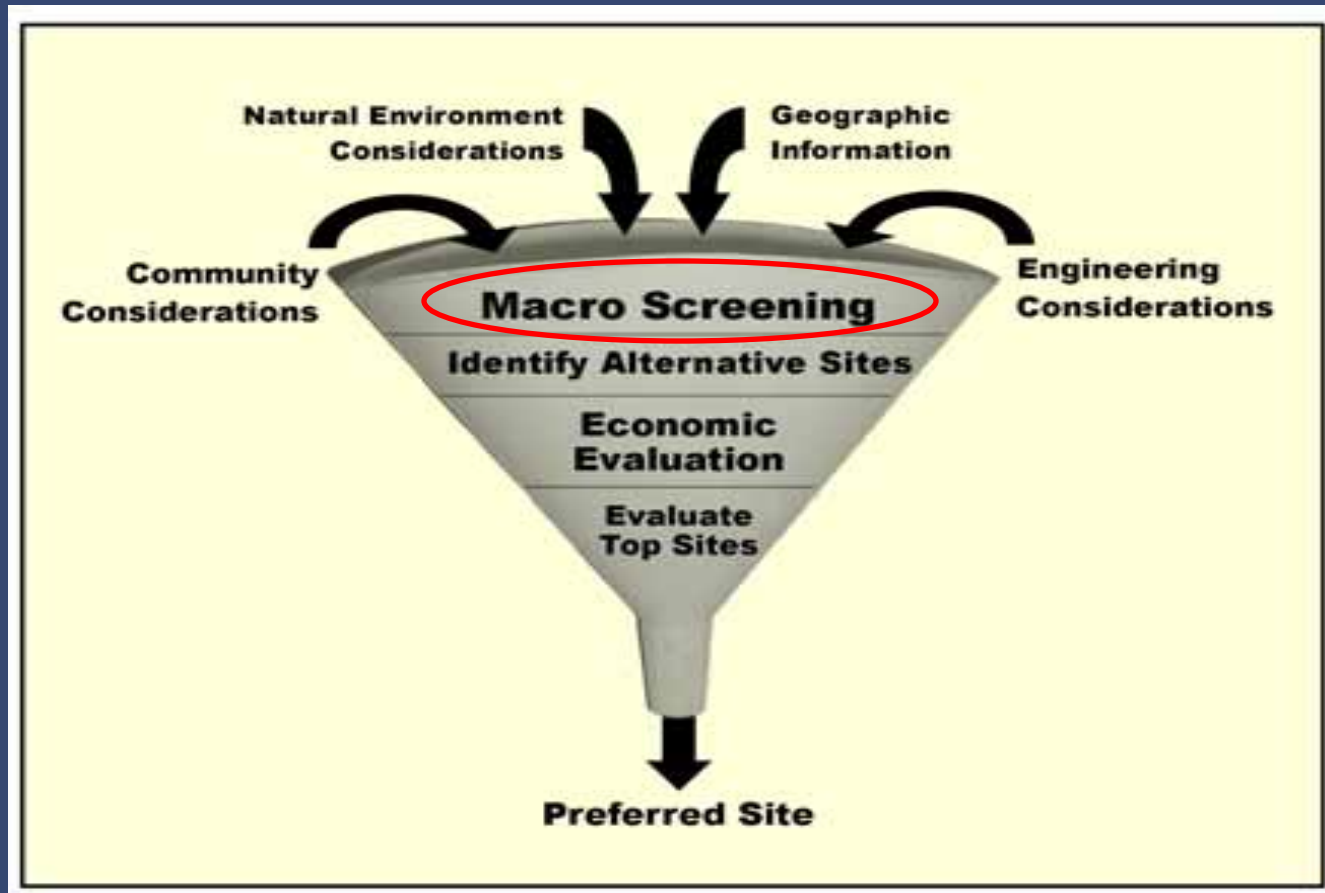 Natural Environment
Considerations
Geographic
Information
Community
Considerations
Engineering
Considerations
Macro Screening
Identify Alternative Sites
Economic
Evaluation
Evaluate
Top Sites
Preferred Site